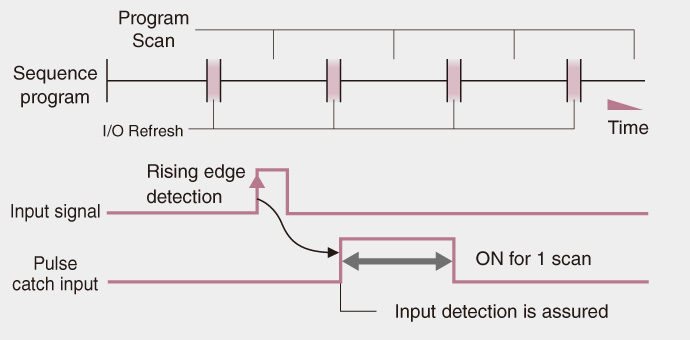 Program
Scan
Sequence
program
I/O Refresh
Time
Rising edge
detection
Input signal
Pulse
catch input
ON for 1 scan
Input detection is assured